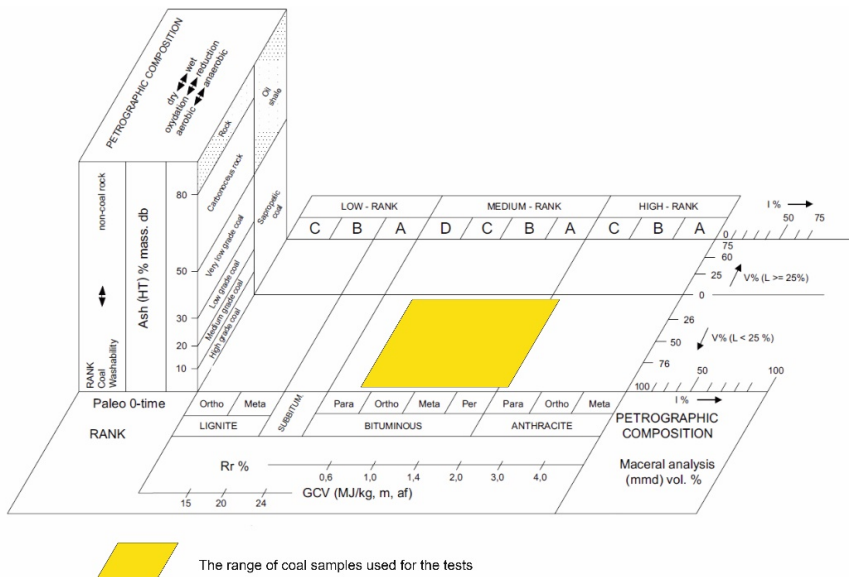 PETROGRAPHIC COMPOSITION
dry wet
oxydation reduction
aerobic anaerobic
Rock
Oil
shale
Carbonoceus rock
Sapropelic
coal
Very low grade coal
Low grade coal
Medium grade coal
High grade coal
non-coal rock
RANK
Coal
Washability
Ash (HT) % mass. db
80
50
30
20
10
LOW - RANK MEDIUM - RANK HIGH - RANK
C B A D C B A C B A
I %
50 75
0
75
60
25
V% (L >= 25%)
0
26
50
76
100
V% (L < 25 %)
50 100
I %
Paleo 0-time
RANK
Ortho Meta
LIGNITE
SUBBITUM.
Para Ortho Meta Per
BITUMINOUS
Para Ortho Meta
ANTHRACITE
PETROGRAPHIC
COMPOSITION
Maceral analysis
(mmd) vol. %
Rr %
0,6 1,0 1,4 2,0 3,0 4,0
GCV (MJ/kg, m, af)
15 20 24
The range of coal samples used for the tests